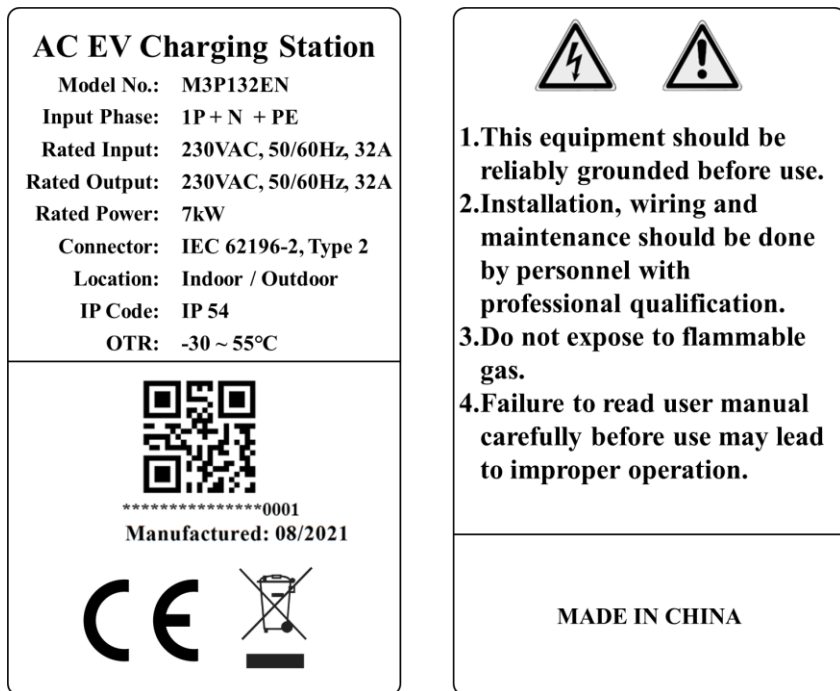 AC EV Charging Station
Model No.: M3P132EN
Input Phase: 1P + N + PE
Rated Input: 230VAC, 50/60Hz, 32A
Rated Output: 230VAC, 50/60Hz, 32A
Rated Power: 7kW
Connector: IEC 62196-2, Type 2
Location: Indoor / Outdoor
IP Code: IP 54
OTR: -30 ~ 55℃
***************0001
Manufactured: 08/2021
CE
1.This equipment should be
reliably grounded before use.
2.Installation, wiring and
maintenance should be done
by personnel with
professional qualification.
3.Do not expose to flammable
gas.
4.Failure to read user manual
carefully before use may lead
to improper operation.
MADE IN CHINA